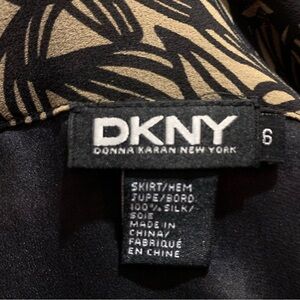 DKNY
DONNA KARAN NEW YORK
6
SKIRT/HEM
JUPE/BORD
100% SILK/
SOIE
MADE IN
CHINA/
FABRIQUÉ
EN CHINE